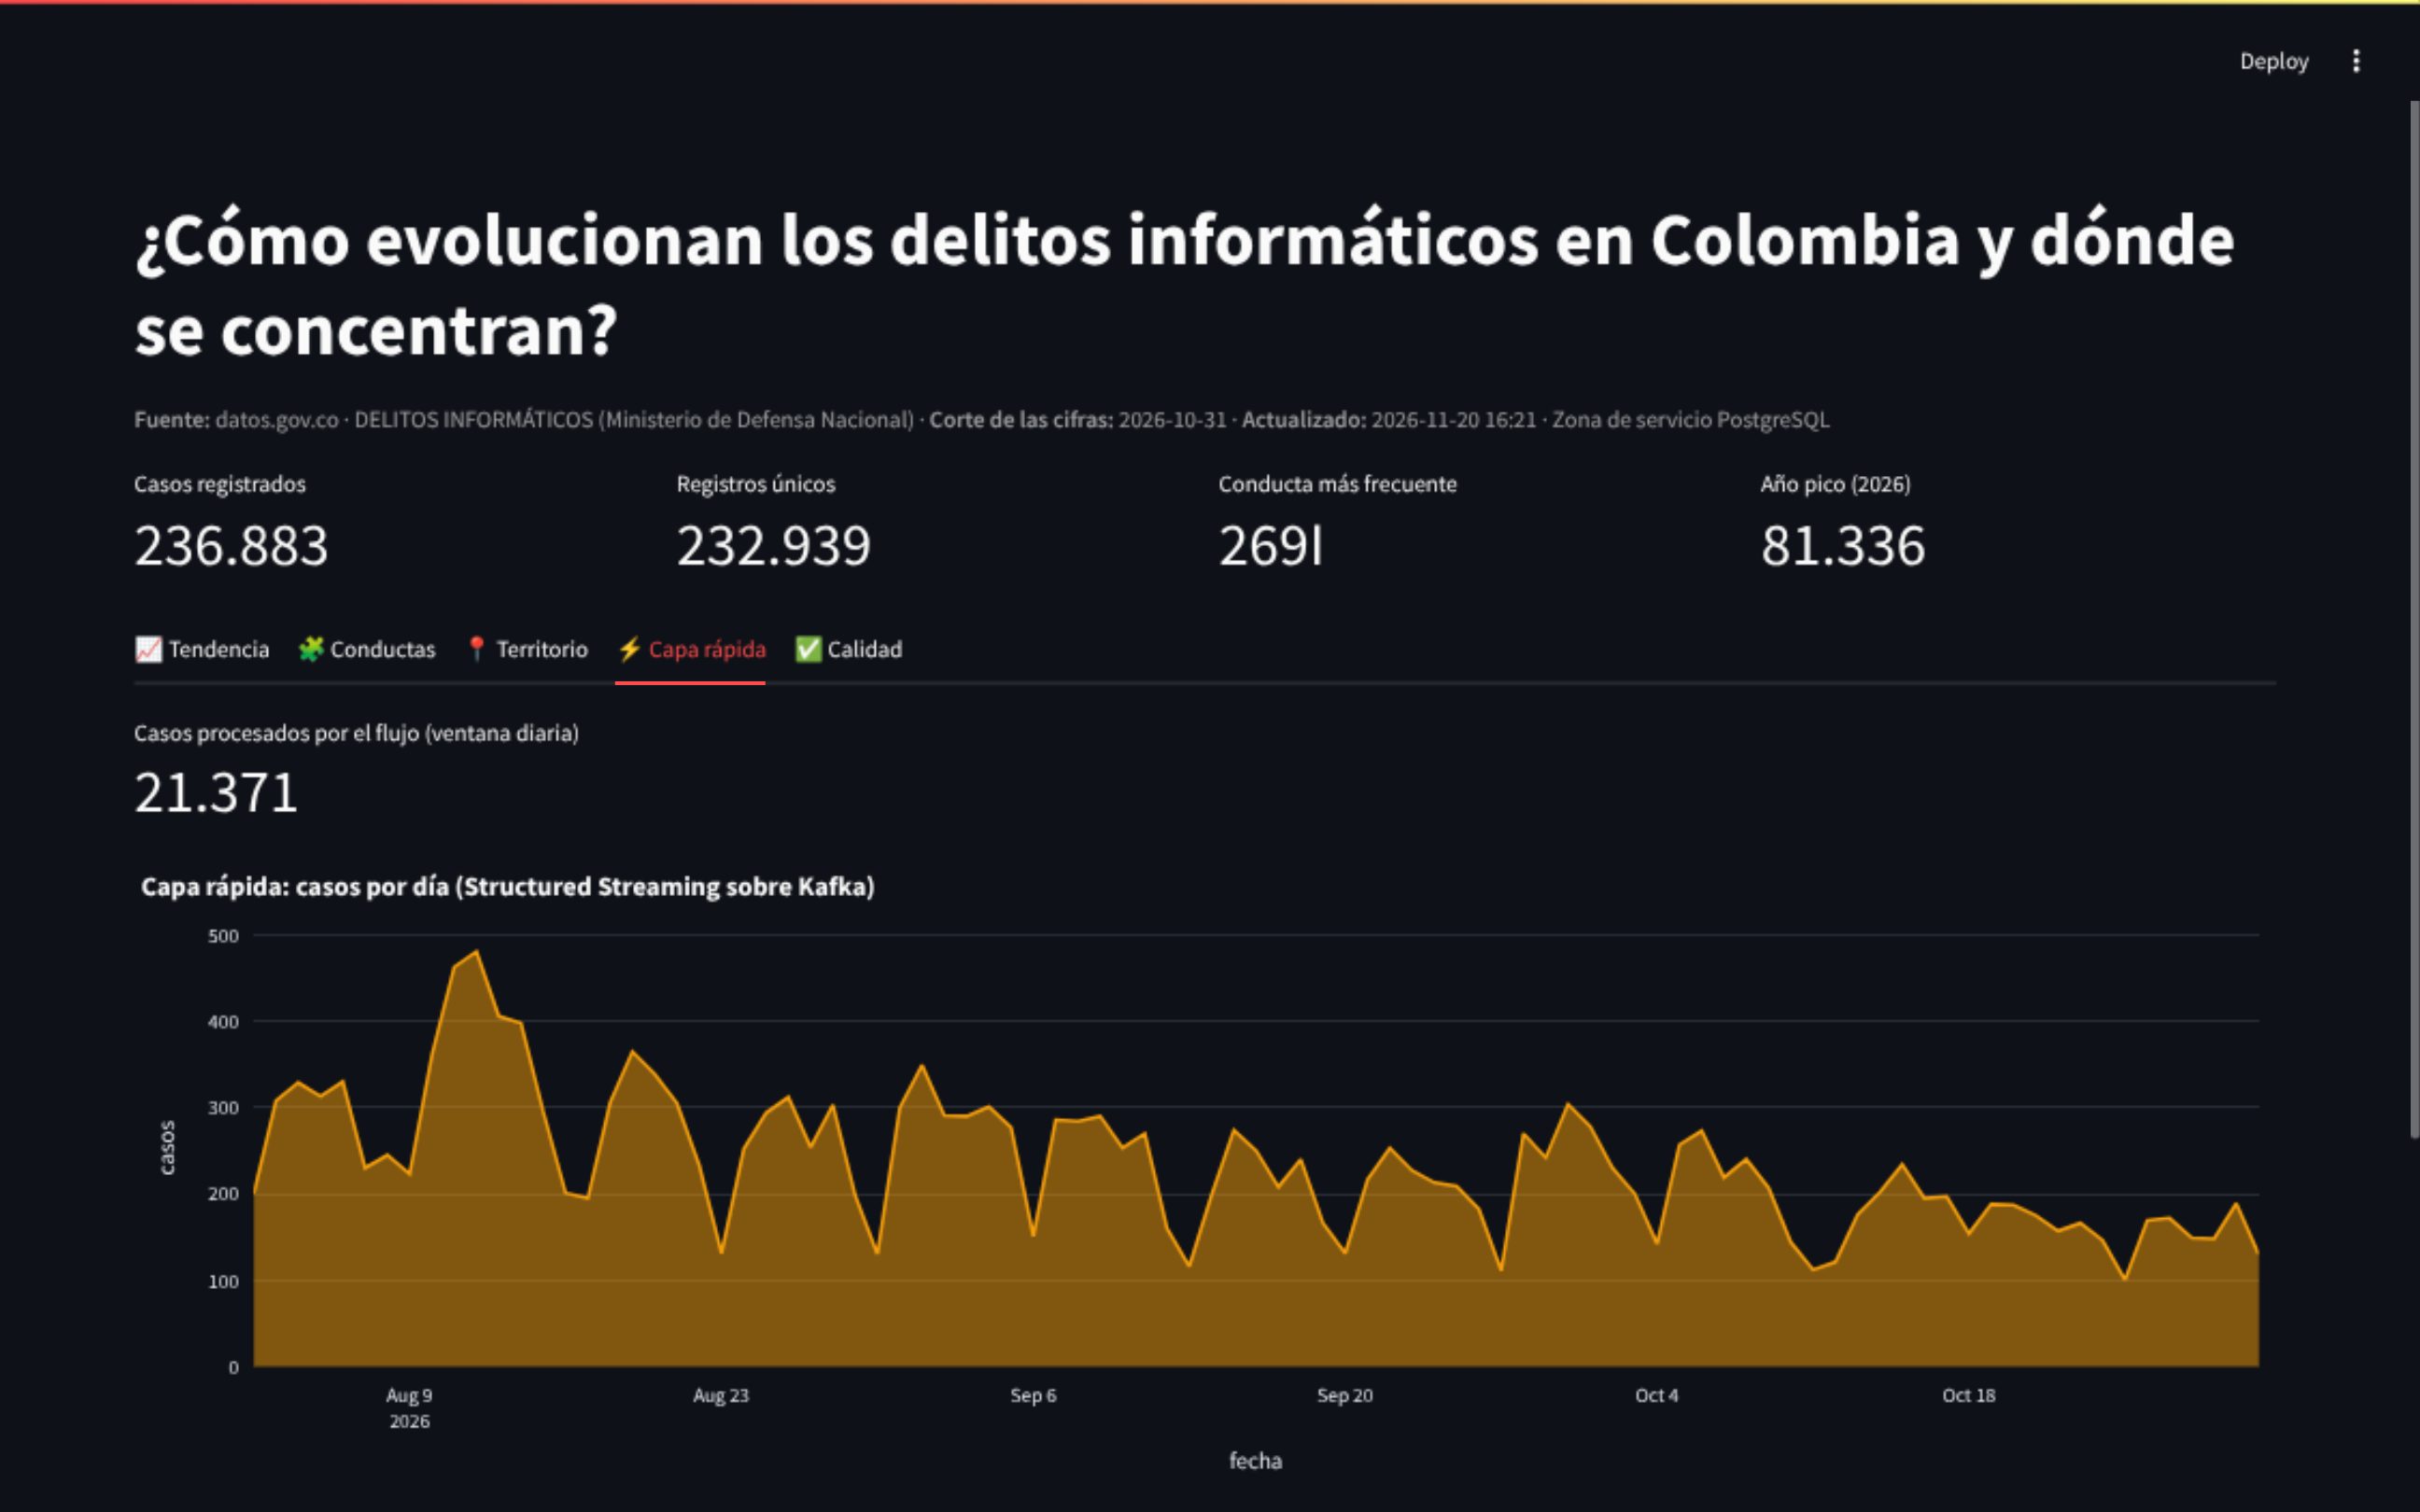 Deploy
¿Cómo evolucionan los delitos informáticos en Colombia y dónde
se concentran?
Fuente: datos.gov.co · DELITOS INFORMÁTICOS (Ministerio de Defensa Nacional) · Corte de las cifras: 2026-10-31 · Actualizado: 2026-11-20 16:21 · Zona de servicio PostgreSQL
Casos registrados
236.883
Registros únicos
232.939
Conducta más frecuente
269I
Año pico (2026)
81.336
Tendencia
Conductas
Territorio
Capa rápida
Calidad
Casos procesados por el flujo (ventana diaria)
21.371
Capa rápida: casos por día (Structured Streaming sobre Kafka)
500
400
300
200
100
0
casos
Aug 9
2026
Aug 23
Sep 6
Sep 20
Oct 4
Oct 18
fecha